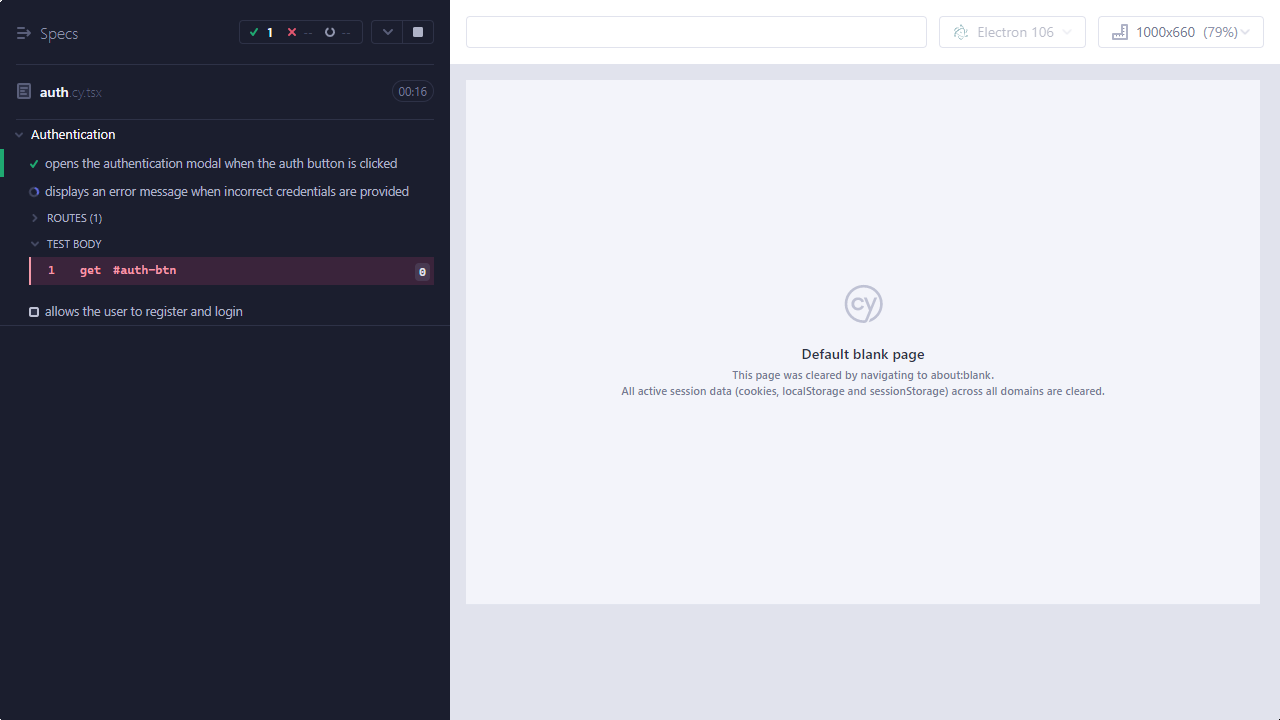 Specs
1
--
--
auth.cy.tsx
00:16
Authentication
opens the authentication modal when the auth button is clicked
displays an error message when incorrect credentials are provided
ROUTES (1)
TEST BODY
1 get #auth-btn 0
allows the user to register and login
Electron 106
1000x660 (79%)
cy
Default blank page
This page was cleared by navigating to about:blank.
All active session data (cookies, localStorage and sessionStorage) across all domains are cleared.